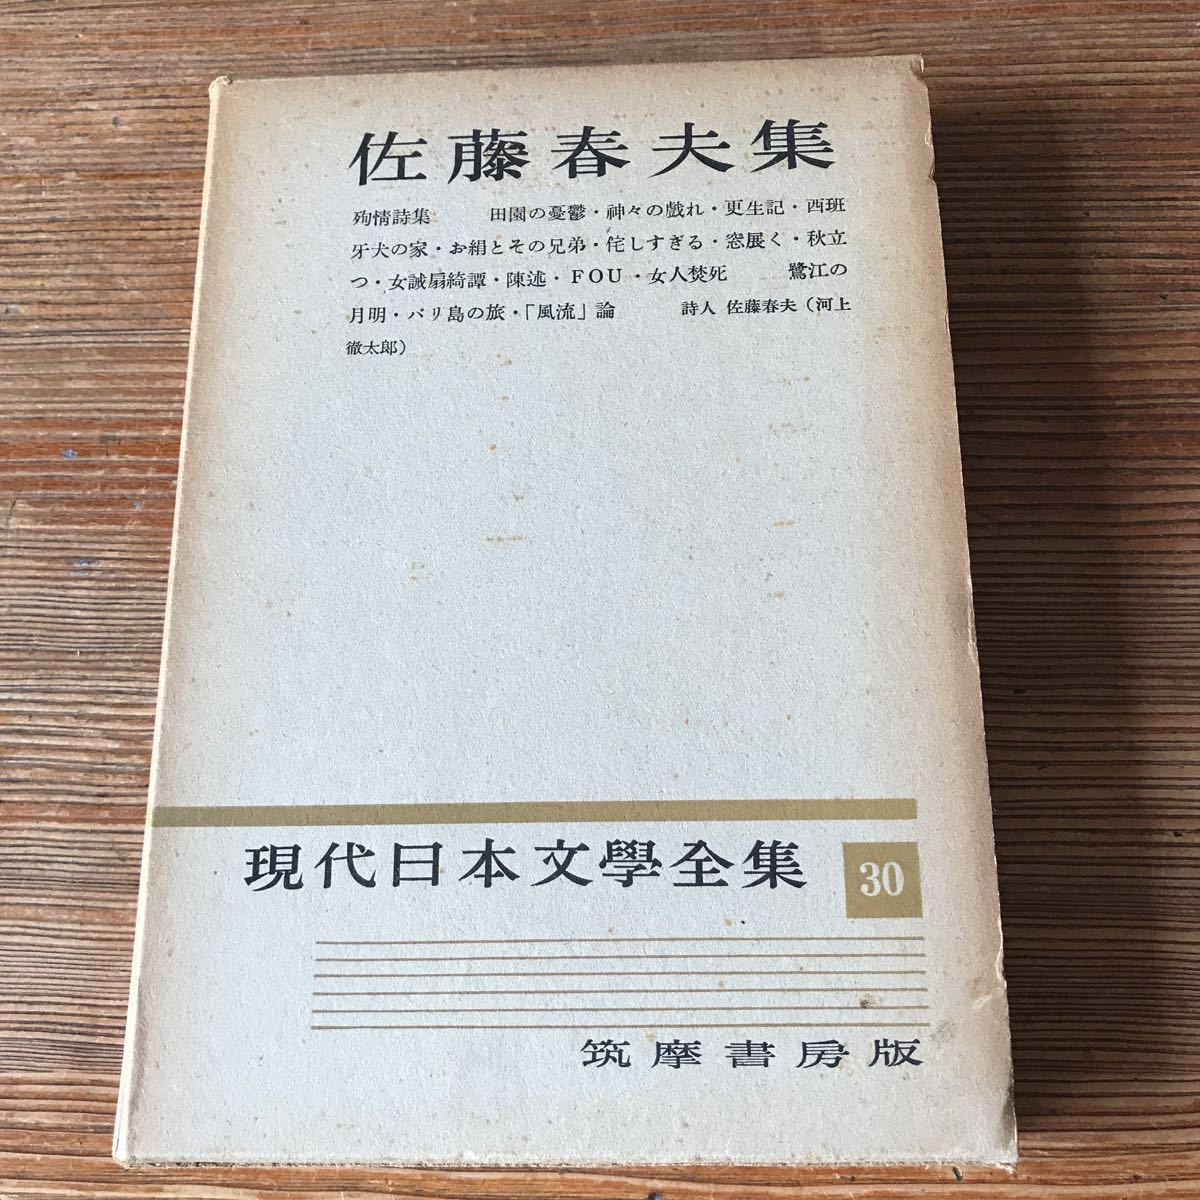 佐藤春夫集
殉情詩集　　田園の憂鬱・神々の戯れ・更生記・西班
牙犬の家・お絹とその兄弟・侘しすぎる・窓展く・秋立
つ・女誡扇綺譚・陳述・ＦＯＵ・女人焚死　　鷺江の
月明・バリ島の旅・「風流」論　　詩人 佐藤春夫（河上
徹太郎）
現代日本文學全集 30
筑摩書房版